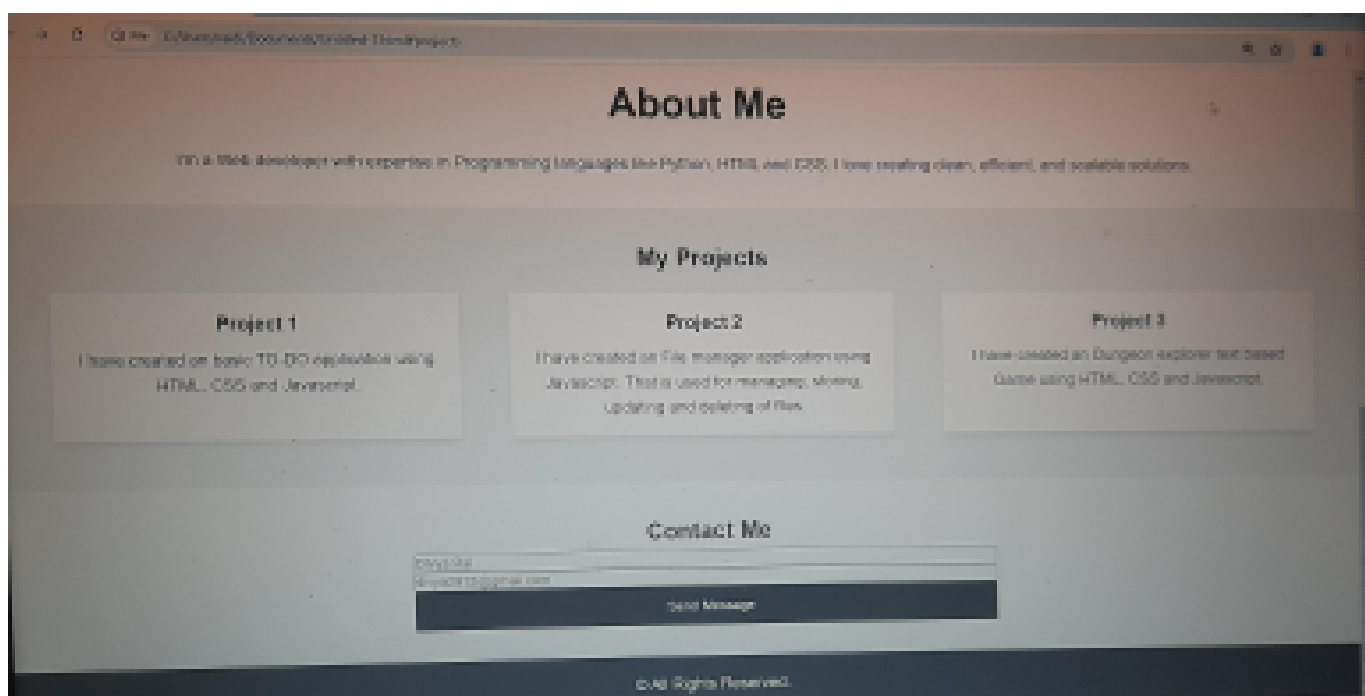 File
About Me
I'm a Web developer with expertise in Programming languages like Python, HTML and CSS. I love creating clean, efficient, and scalable solutions.
My Projects
Project 1
I have created an basic TO-DO application using
HTML, CSS and Javascript.
Project 2
I have created an File manager application using
Javascript. That is used for managing, storing,
updating and deleting of files
Project 3
I have created an Dungeon explorer text based
Game using HTML, CSS and Javascript.
Contact Me
Send Message
© All Rights Reserved.